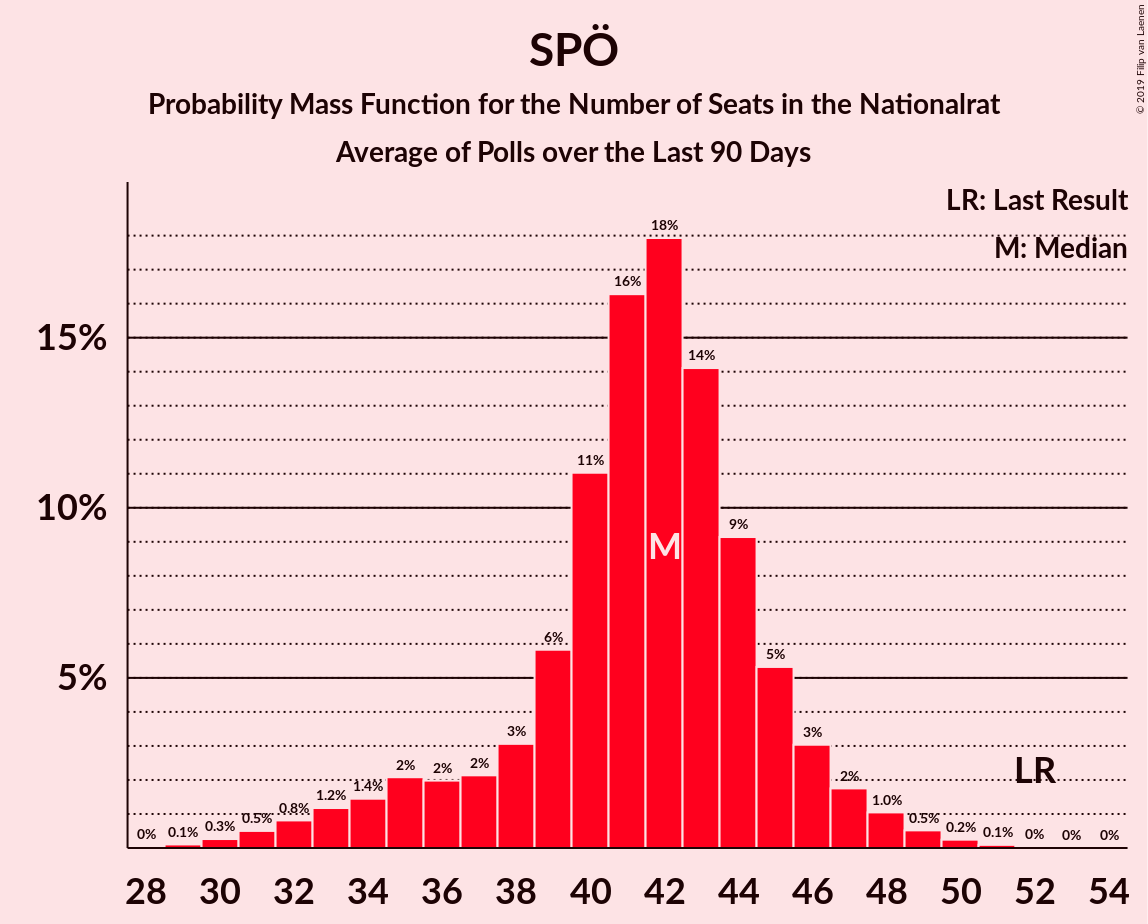 SPÖ
Probability Mass Function for the Number of Seats in the Nationalrat
Average of Polls over the Last 90 Days
© 2019 Filip van Laenen
LR: Last Result
M: Median
15%
10%
5%
0% 0.1% 0.3% 0.5% 0.8% 1.2% 1.4% 2% 2% 2% 3% 6% 11% 16% 18% 14% 9% 5% 3% 2% 1.0% 0.5% 0.2% 0.1% 0% 0% 0%
M
LR
28 30 32 34 36 38 40 42 44 46 48 50 52 54